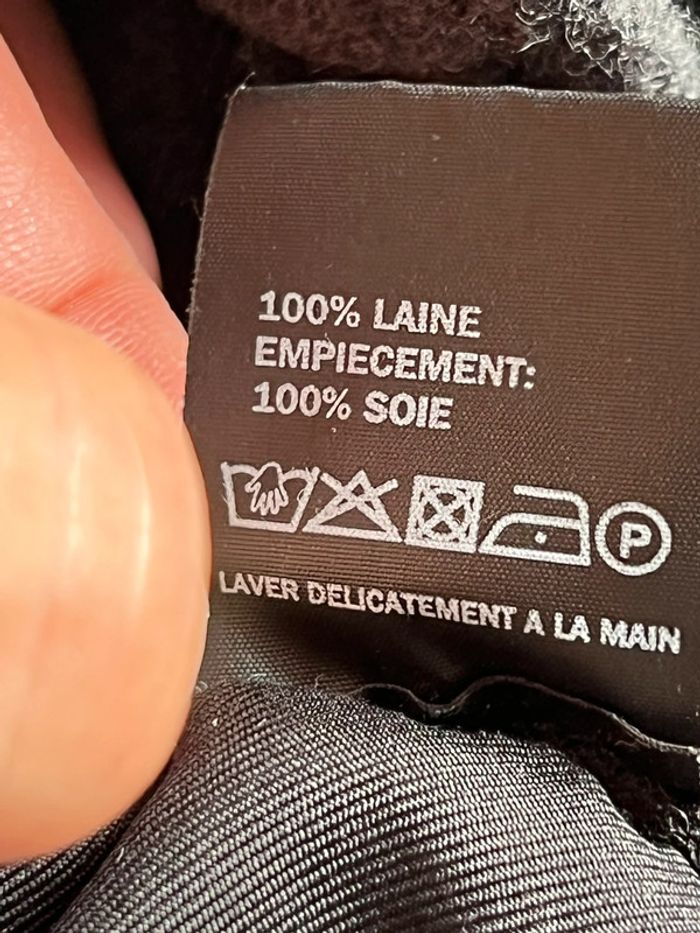 100% LAINE
EMPIECEMENT:
100% SOIE
P
LAVER DELICATEMENT A LA MAIN